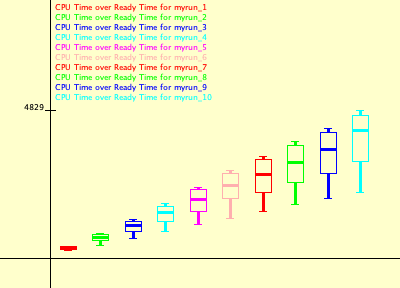 CPU Time over Ready Time for myrun_1
CPU Time over Ready Time for myrun_2
CPU Time over Ready Time for myrun_3
CPU Time over Ready Time for myrun_4
CPU Time over Ready Time for myrun_5
CPU Time over Ready Time for myrun_6
CPU Time over Ready Time for myrun_7
CPU Time over Ready Time for myrun_8
CPU Time over Ready Time for myrun_9
CPU Time over Ready Time for myrun_10
4829